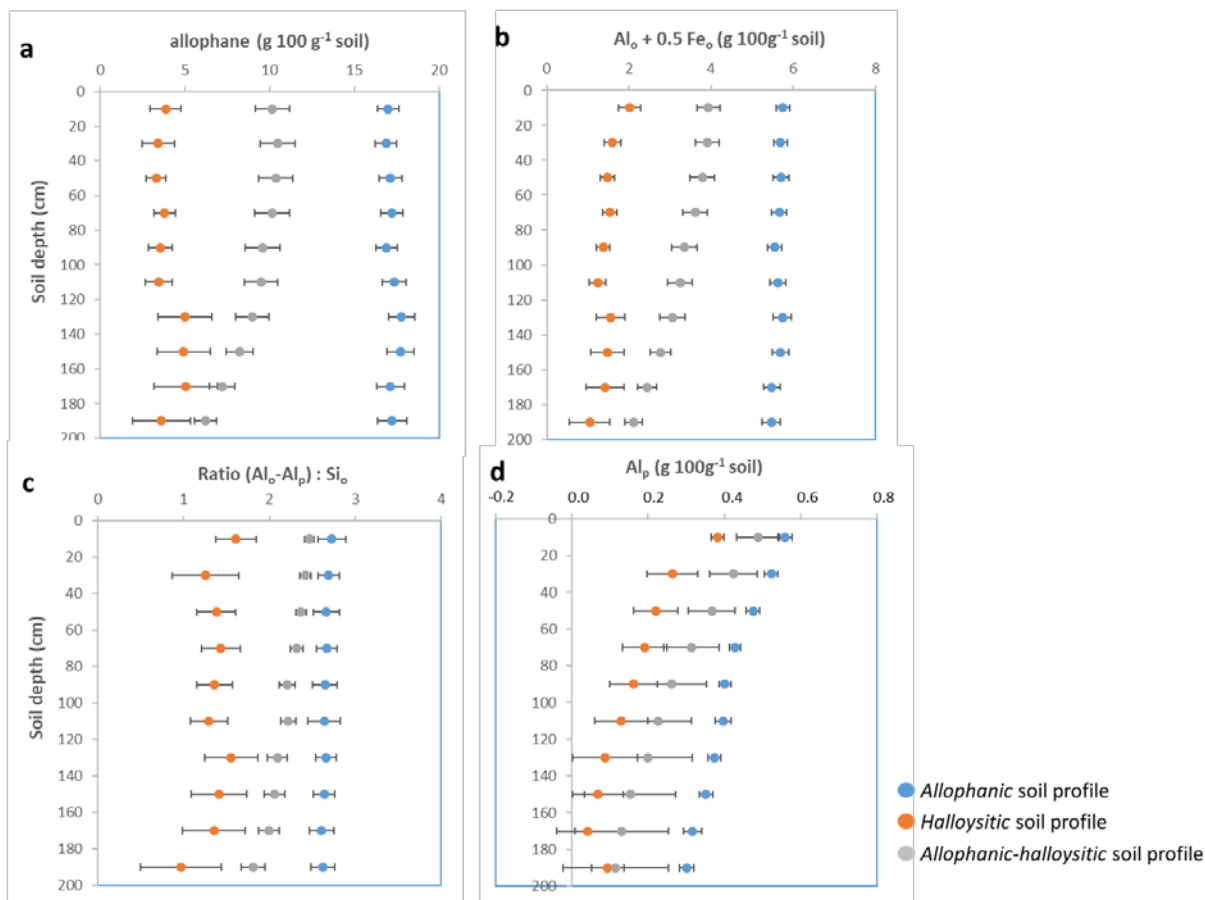 a
allophane (g 100 g⁻¹ soil)
0 5 10 15 20
0
20
40
60
80
100
120
140
160
180
200
Soil depth (cm)
b
Alₒ + 0.5 Feₒ (g 100g⁻¹ soil)
0 2 4 6 8
0
20
40
60
80
100
120
140
160
180
200
c
Ratio (Alₒ-Alₚ) : Siₒ
0 1 2 3 4
0
20
40
60
80
100
120
140
160
180
200
Soil depth (cm)
d
Alₚ (g 100g⁻¹ soil)
-0.2 0.0 0.2 0.4 0.6 0.8
0
20
40
60
80
100
120
140
160
180
200
Allophanic soil profile
Halloysitic soil profile
Allophanic-halloysitic soil profile